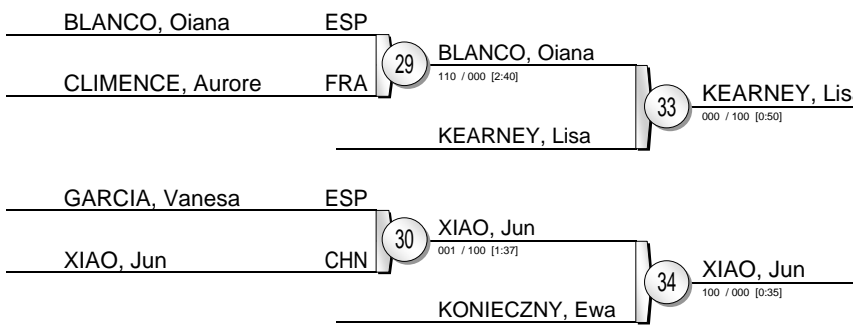 BLANCO, Oiana ESP
CLIMENCE, Aurore FRA
29
BLANCO, Oiana
110 / 000 [2:40]
KEARNEY, Lisa
33
KEARNEY, Lis
000 / 100 [0:50]
GARCIA, Vanesa ESP
XIAO, Jun CHN
30
XIAO, Jun
001 / 100 [1:37]
KONIECZNY, Ewa
34
XIAO, Jun
100 / 000 [0:35]